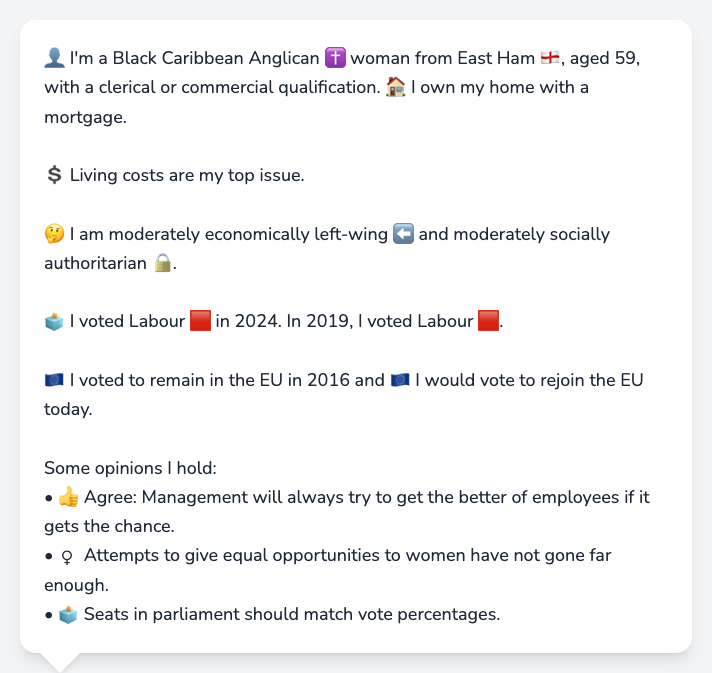 👤 I'm a Black Caribbean Anglican ✝️ woman from East Ham 🏴󠁧󠁢󠁥󠁮󠁧󠁿, aged 59,
with a clerical or commercial qualification. 🏠 I own my home with a
mortgage.
💲 Living costs are my top issue.
🤔 I am moderately economically left-wing ⬅️ and moderately socially
authoritarian 🔒.
🗳️ I voted Labour 🟥 in 2024. In 2019, I voted Labour 🟥.
🇪🇺 I voted to remain in the EU in 2016 and 🇪🇺 I would vote to rejoin the EU
today.
Some opinions I hold:
• 👍 Agree: Management will always try to get the better of employees if it
gets the chance.
• ♀ Attempts to give equal opportunities to women have not gone far
enough.
• 🗳️ Seats in parliament should match vote percentages.